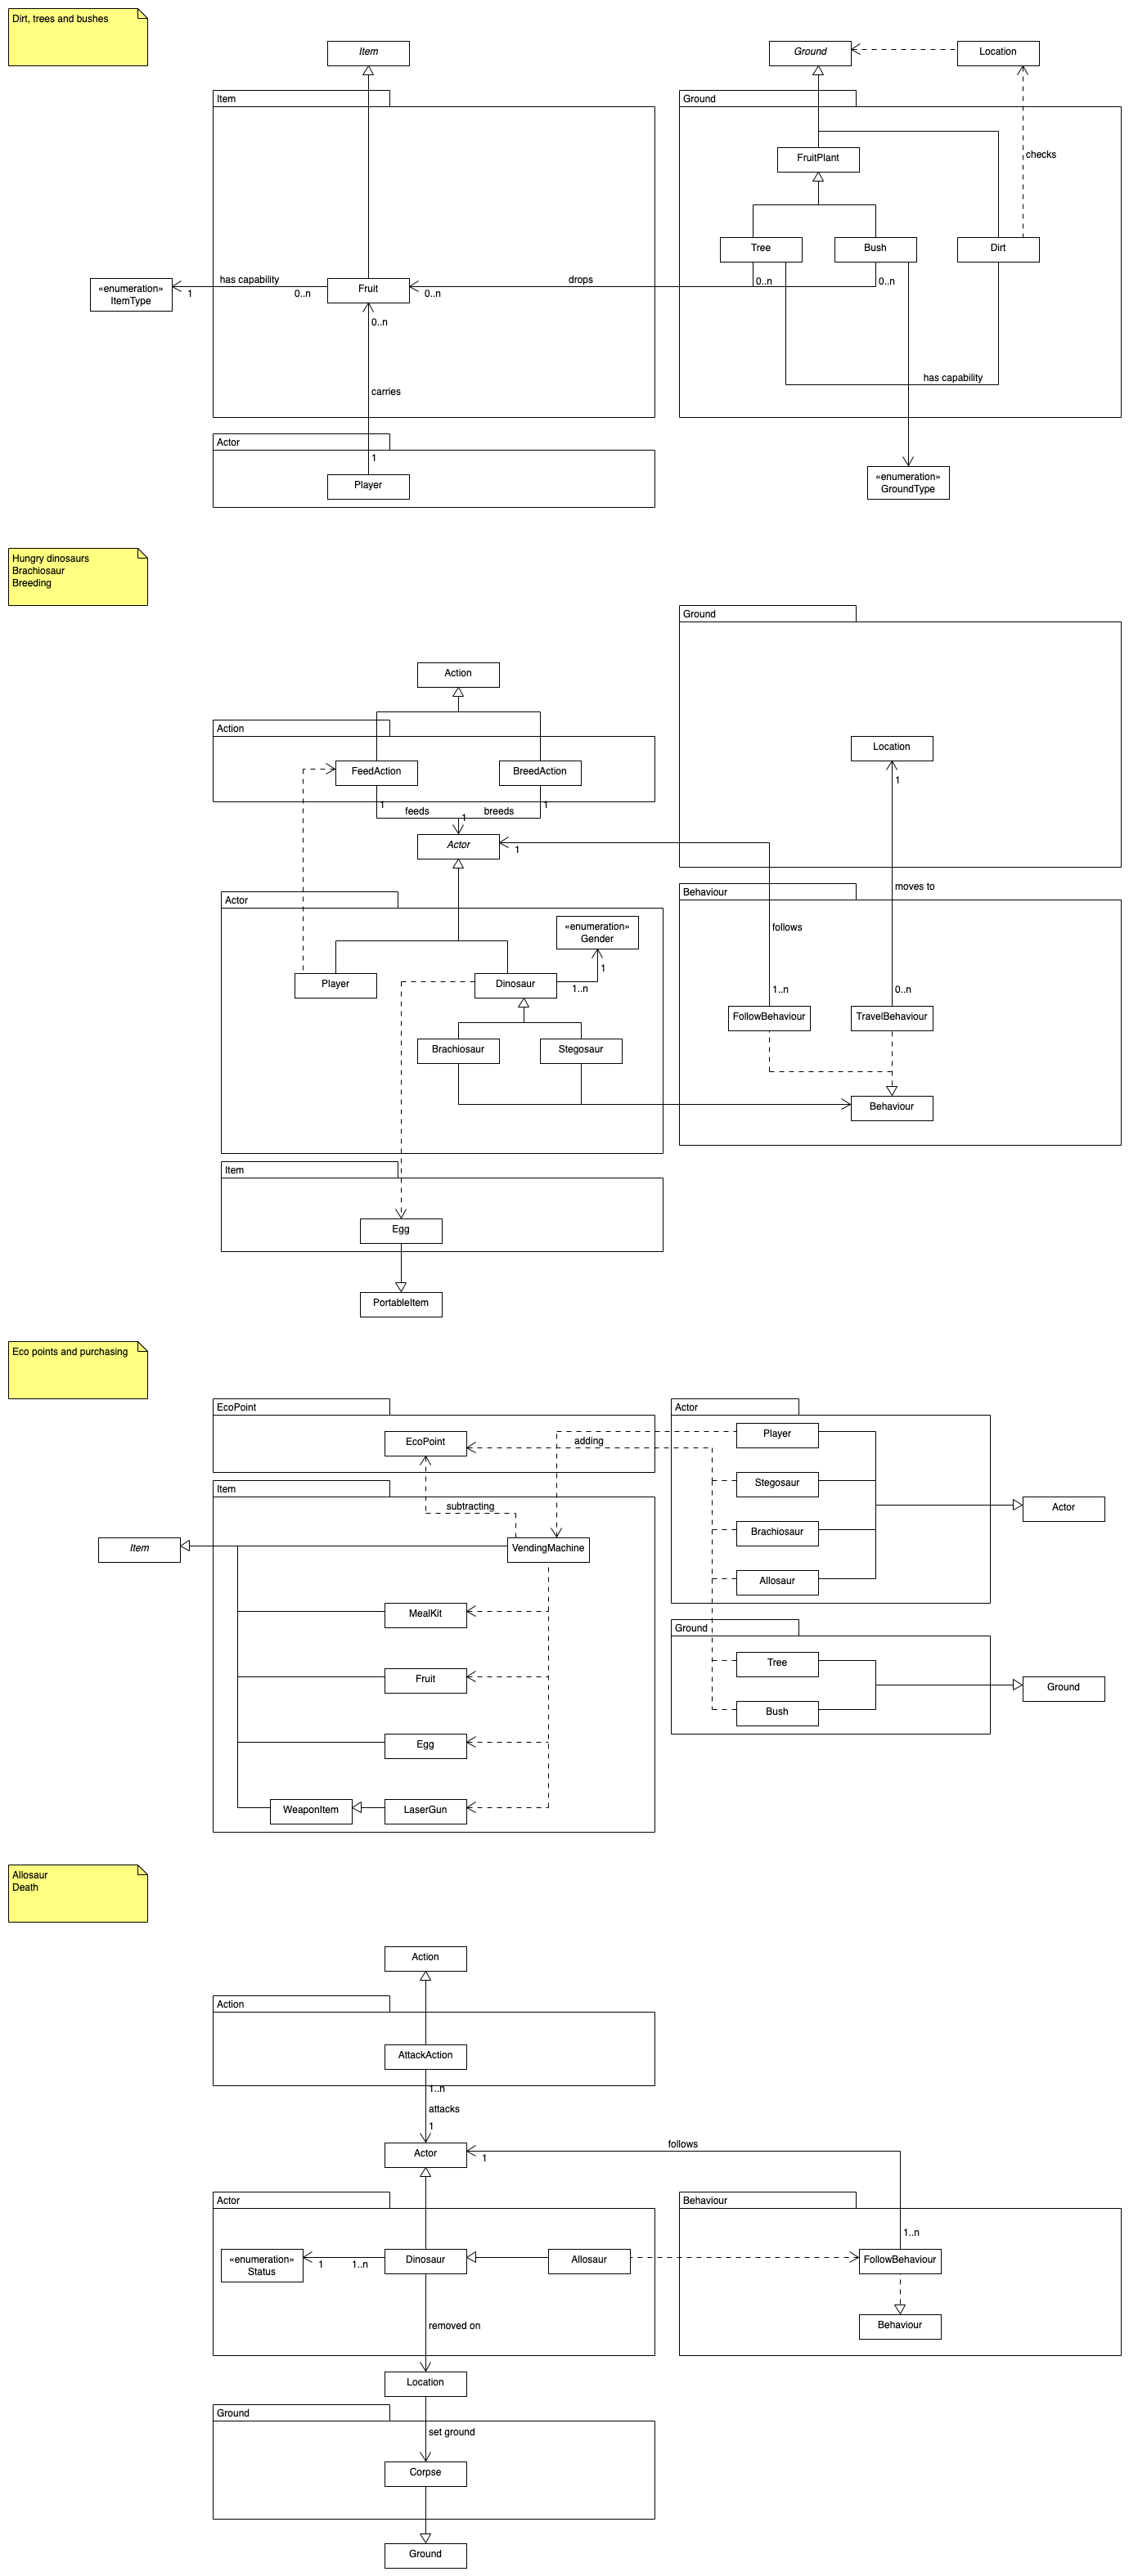 Dirt, trees and bushes
Item
Ground
Location
Item
Ground
checks
FruitPlant
Tree
Bush
Dirt
has capability
drops
0..n
0..n
«enumeration»
ItemType
1
0..n
Fruit
0..n
0..n
has capability
carries
Actor
1
Player
«enumeration»
GroundType
Hungry dinosaurs
Brachiosaur
Breeding
Ground
Action
Action
Location
FeedAction
BreedAction
1
1
1
feeds
breeds
1
Actor
1
Behaviour
moves to
Actor
«enumeration»
Gender
follows
1
Player
Dinosaur
1..n
1..n
0..n
FollowBehaviour
TravelBehaviour
Brachiosaur
Stegosaur
Behaviour
Item
Egg
PortableItem
Eco points and purchasing
EcoPoint
Actor
EcoPoint
adding
Player
Item
Stegosaur
subtracting
Actor
Item
VendingMachine
Brachiosaur
Allosaur
MealKit
Ground
Tree
Fruit
Ground
Bush
Egg
WeaponItem
LaserGun
Allosaur
Death
Action
Action
AttackAction
1..n
attacks
1
Actor
follows
1
Actor
Behaviour
1..n
«enumeration»
Status
1
1..n
Dinosaur
Allosaur
FollowBehaviour
removed on
Behaviour
Location
Ground
set ground
Corpse
Ground